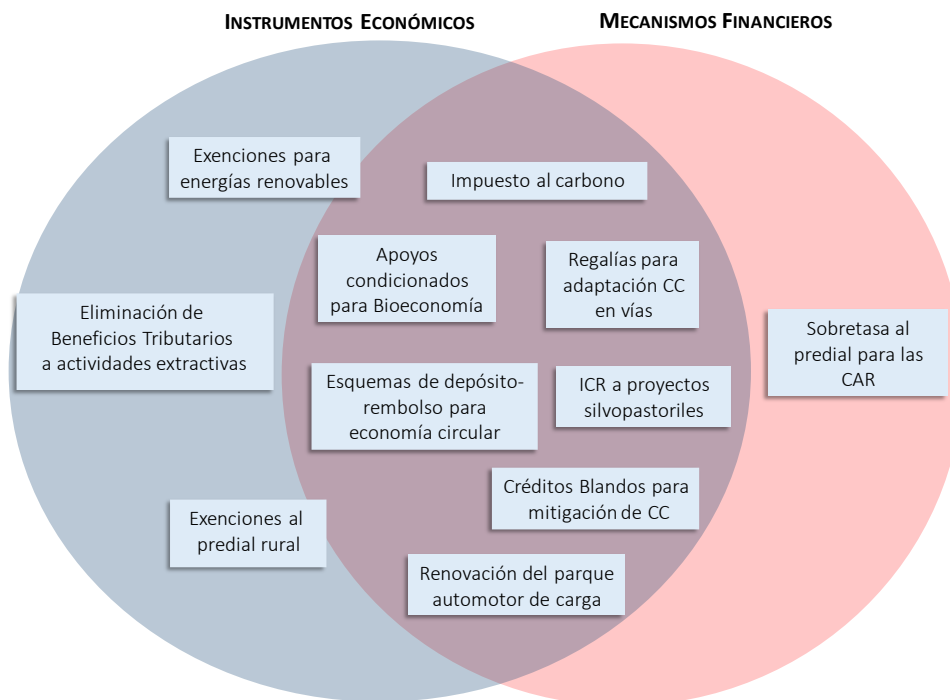 INSTRUMENTOS ECONÓMICOS
MECANISMOS FINANCIEROS
Exenciones para
energías renovables
Impuesto al carbono
Apoyos
condicionados
para Bioeconomía
Regalías para
adaptación CC
en vías
Eliminación de
Beneficios Tributarios
a actividades extractivas
Sobretasa al
predial para las
CAR
Esquemas de depósito-
rembolso para
economía circular
ICR a proyectos
silvopastoriles
Créditos Blandos para
mitigación de CC
Exenciones al
predial rural
Renovación del parque
automotor de carga